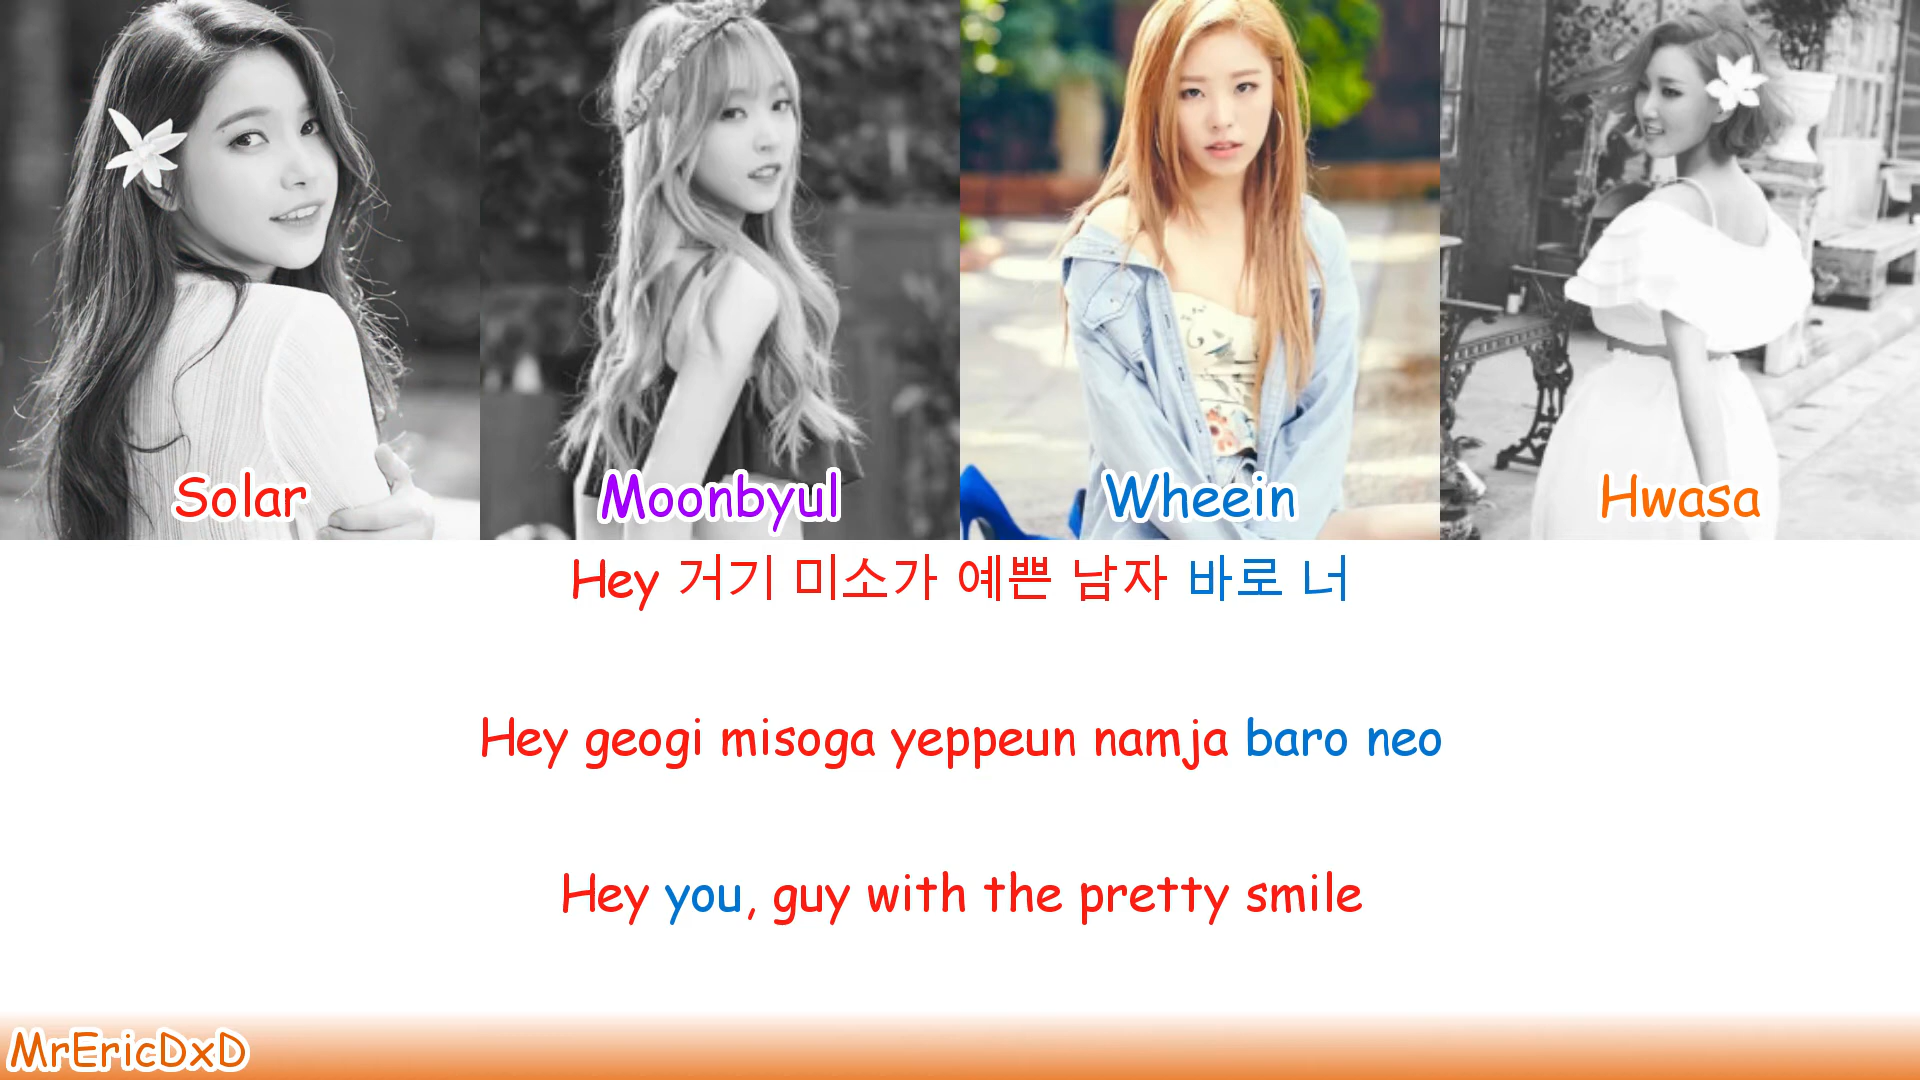 Solar
Moonbyul
Wheein
Hwasa
Hey 거기 미소가 예쁜 남자 바로 너
Hey geogi misoga yeppeun namja baro neo
Hey you, guy with the pretty smile
MrEricDxD